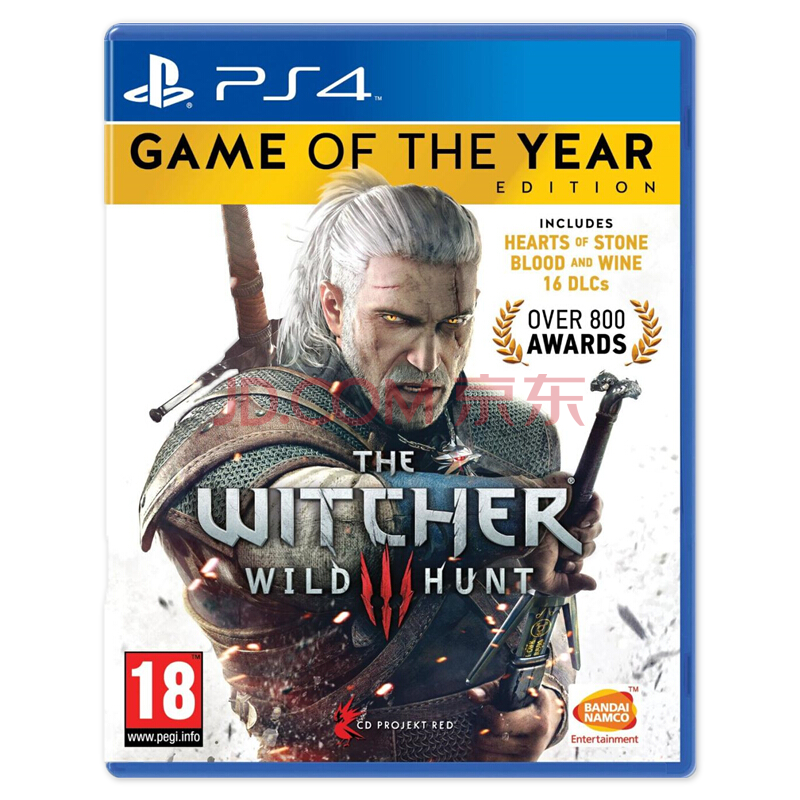 PS4
GAME OF THE YEAR
EDITION
INCLUDES
HEARTS OF STONE
BLOOD AND WINE
16 DLCs
OVER 800
AWARDS
JD.COM 京东
THE
WITCHER®
WILD HUNT
18
www.pegi.info
CD PROJEKT RED
BANDAI
NAMCO
Entertainment